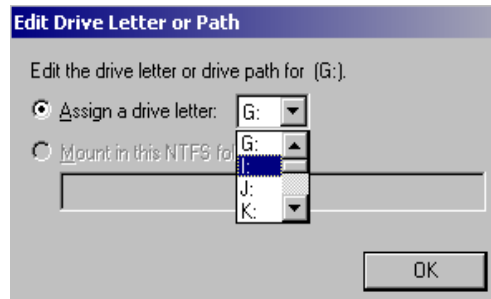 Edit Drive Letter or Path
Edit the drive letter or drive path for (G:).
Assign a drive letter: G:
G:
Mount in this NTFS fol
I:
J:
K:
OK